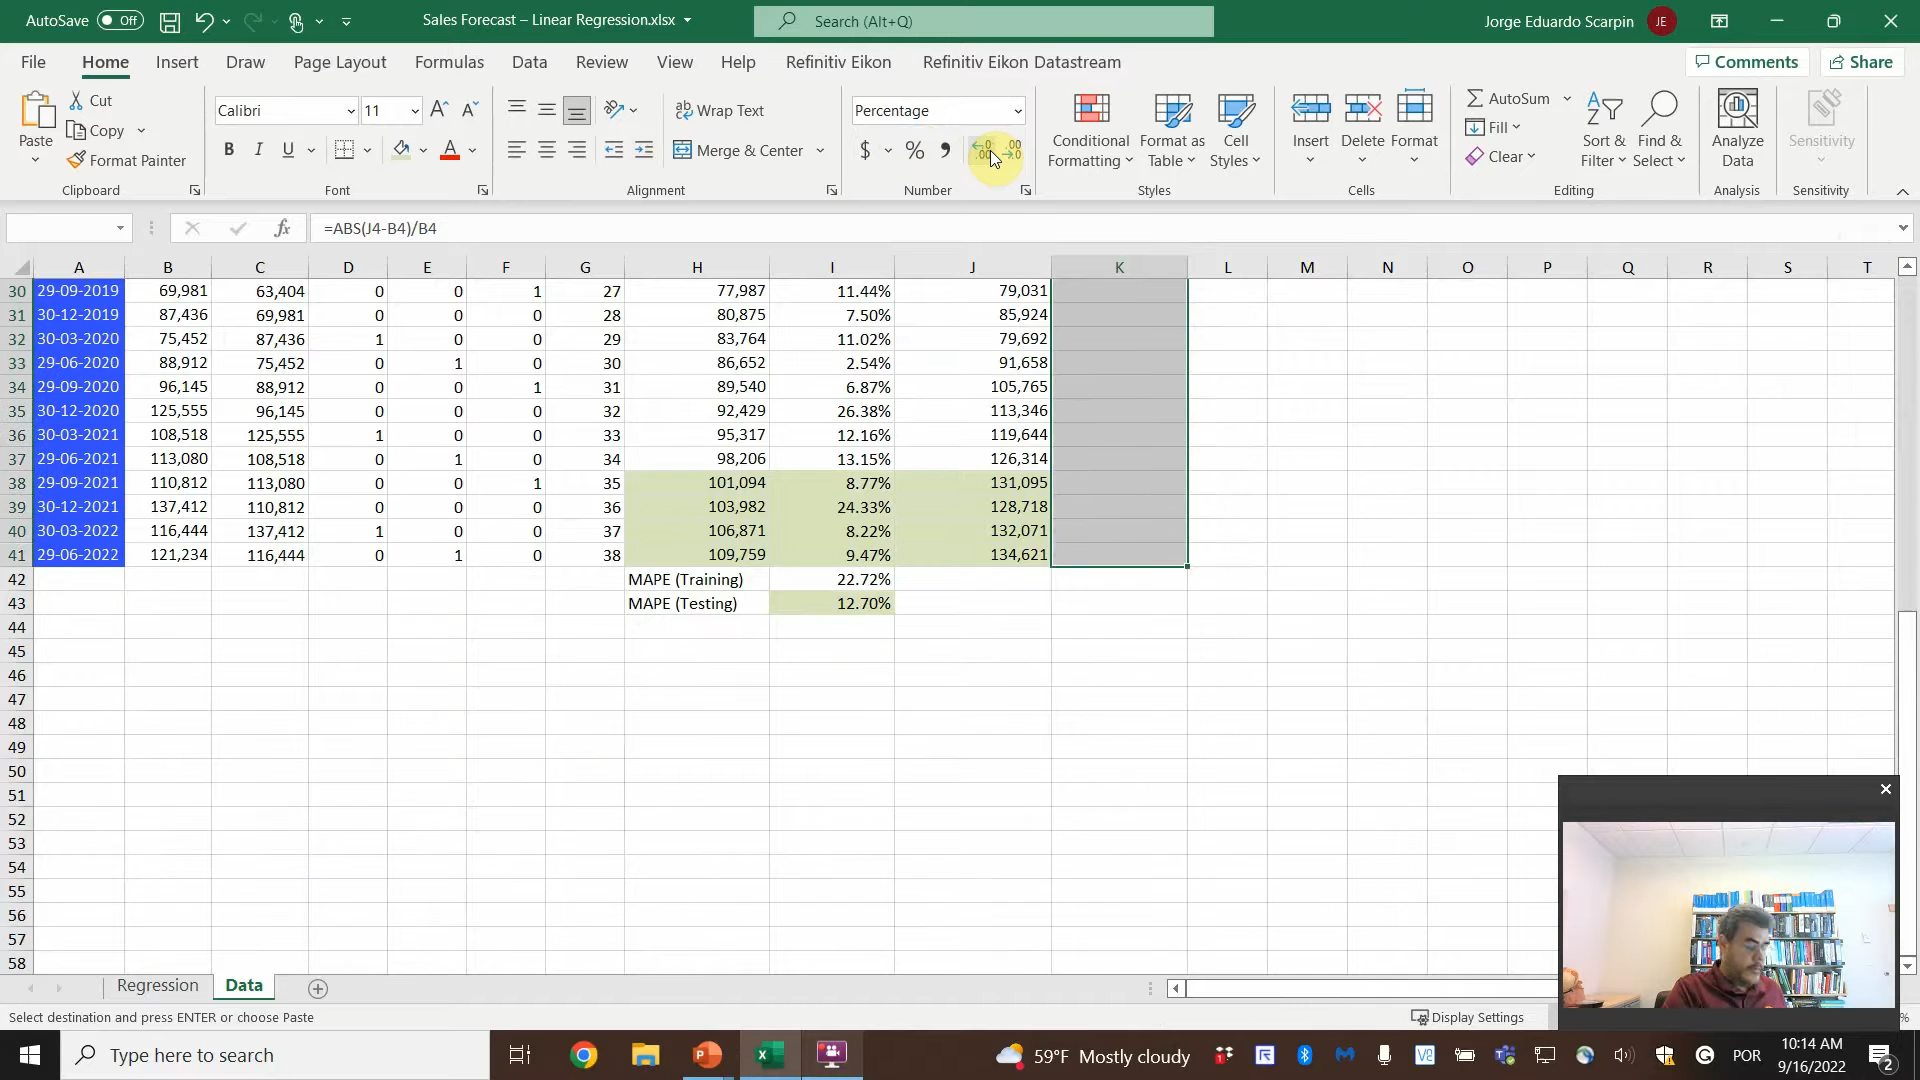 AutoSave Off Sales Forecast – Linear Regression.xlsx Search (Alt+Q) Jorge Eduardo Scarpin JE
File Home Insert Draw Page Layout Formulas Data Review View Help Refinitiv Eikon Refinitiv Eikon Datastream Comments Share
Paste Cut Copy Format Painter Clipboard
Calibri 11 B I U A Font
ab Wrap Text Merge & Center Alignment
Percentage $ % Number
Conditional Formatting Format as Table Cell Styles Styles
Insert Delete Format Cells
AutoSum Fill Clear Sort & Filter Find & Select Editing
Analyze Data Analysis
Sensitivity Sensitivity
fx =ABS(J4-B4)/B4
A B C D E F G H I J K L M N O P Q R S T
30 29-09-2019 69,981 63,404 0 0 1 27 77,987 11.44% 79,031
31 30-12-2019 87,436 69,981 0 0 0 28 80,875 7.50% 85,924
32 30-03-2020 75,452 87,436 1 0 0 29 83,764 11.02% 79,692
33 29-06-2020 88,912 75,452 0 1 0 30 86,652 2.54% 91,658
34 29-09-2020 96,145 88,912 0 0 1 31 89,540 6.87% 105,765
35 30-12-2020 125,555 96,145 0 0 0 32 92,429 26.38% 113,346
36 30-03-2021 108,518 125,555 1 0 0 33 95,317 12.16% 119,644
37 29-06-2021 113,080 108,518 0 1 0 34 98,206 13.15% 126,314
38 29-09-2021 110,812 113,080 0 0 1 35 101,094 8.77% 131,095
39 30-12-2021 137,412 110,812 0 0 0 36 103,982 24.33% 128,718
40 30-03-2022 116,444 137,412 1 0 0 37 106,871 8.22% 132,071
41 29-06-2022 121,234 116,444 0 1 0 38 109,759 9.47% 134,621
42 MAPE (Training) 22.72%
43 MAPE (Testing) 12.70%
44
45
46
47
48
49
50
51
52
53
54
55
56
57
58
Regression Data
Select destination and press ENTER or choose Paste Display Settings %
Type here to search 59°F Mostly cloudy POR 10:14 AM
9/16/2022 2